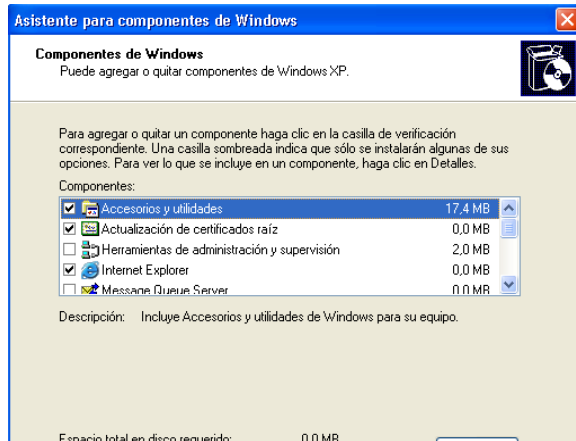 Asistente para componentes de Windows
Componentes de Windows
Puede agregar o quitar componentes de Windows XP.
Para agregar o quitar un componente haga clic en la casilla de verificación
correspondiente. Una casilla sombreada indica que sólo se instalarán algunas de sus
opciones. Para ver lo que se incluye en un componente, haga clic en Detalles.
Componentes:
Accesorios y utilidades 17,4 MB
Actualización de certificados raíz 0,0 MB
Herramientas de administración y supervisión 2,0 MB
Internet Explorer 0,0 MB
Message Queue Server 0,0 MB
Descripción: Incluye Accesorios y utilidades de Windows para su equipo.
Espacio total en disco requerido: 0,0 MB